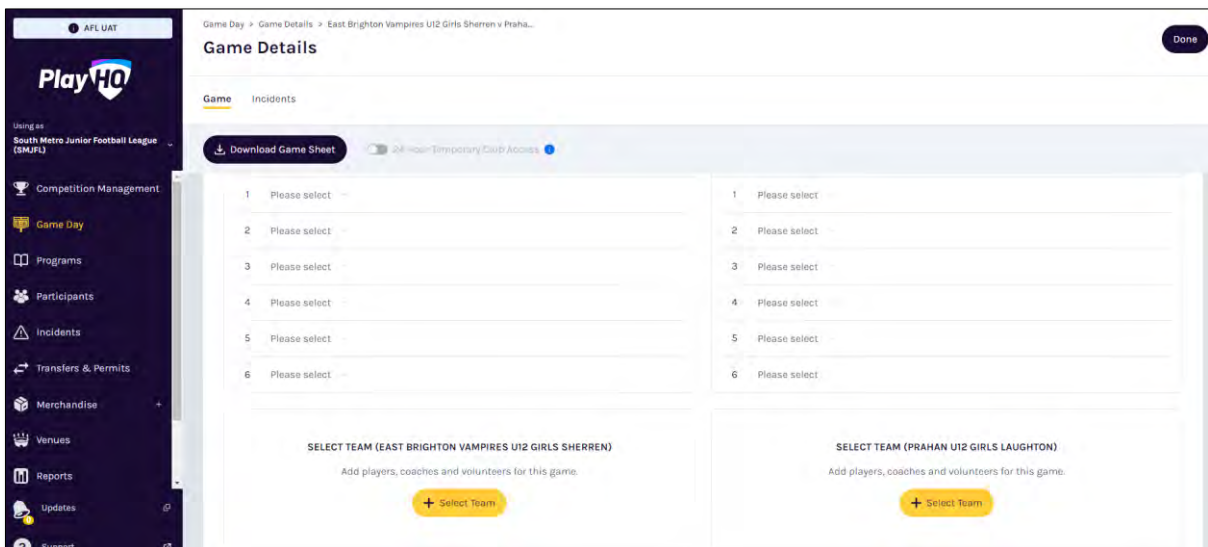 AFL UAT
PlayHQ
Using as
South Metro Junior Football League
(SMJFL)
Competition Management
Game Day
Programs
Participants
Incidents
Transfers & Permits
Merchandise +
Venues
Reports
Updates
Support
Game Day > Game Details > East Brighton Vampires U12 Girls Sherren v Praha...
Game Details
Done
Game Incidents
Download Game Sheet
24 Hour Temporary Club Access
1 Please select
2 Please select
3 Please select
4 Please select
5 Please select
6 Please select
1 Please select
2 Please select
3 Please select
4 Please select
5 Please select
6 Please select
SELECT TEAM (EAST BRIGHTON VAMPIRES U12 GIRLS SHERREN)
Add players, coaches and volunteers for this game.
+ Select Team
SELECT TEAM (PRAHAN U12 GIRLS LAUGHTON)
Add players, coaches and volunteers for this game.
+ Select Team